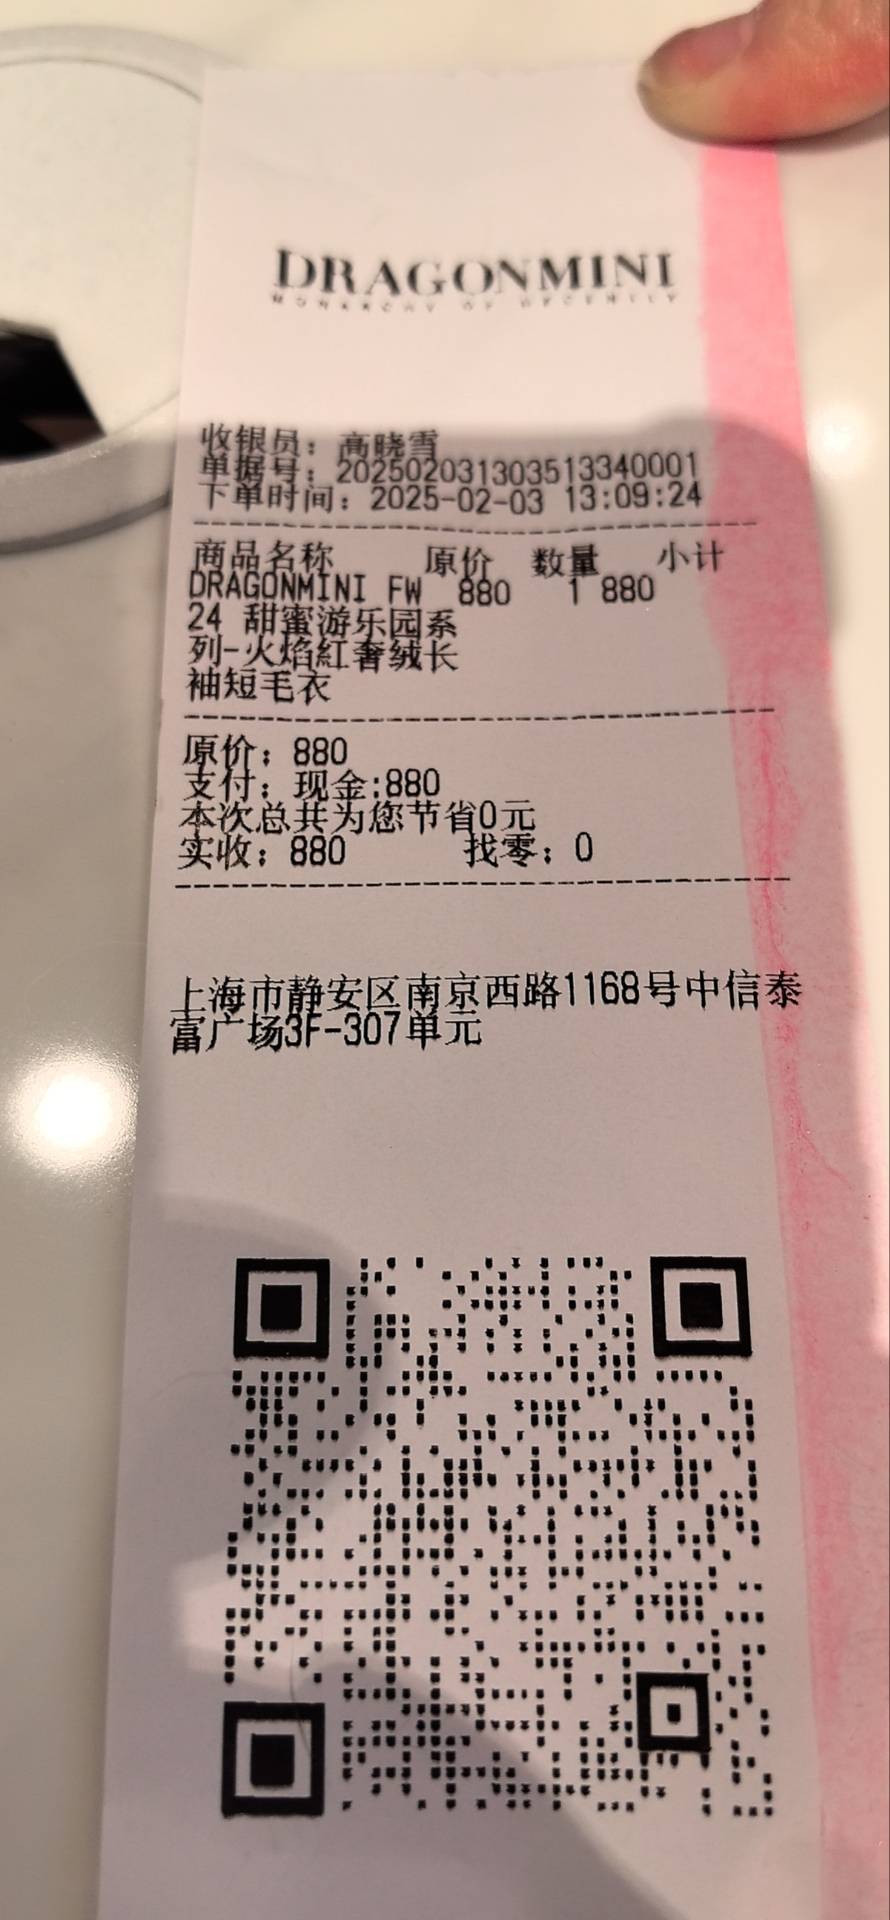 DRAGONMINI
MONARCHY OF
收银员：高晓雪
单据号：202502031303513340001
下单时间：2025-02-03 13:09:24
商品名称 原价 数量 小计
DRAGONMINI FW 880 1 880
24 甜蜜游乐园系
列-火焰紅奢绒长
袖短毛衣
原价：880
支付：现金:880
本次总共为您节省0元
实收：880 找零：0
上海市静安区南京西路1168号中信泰
富广场3F-307单元